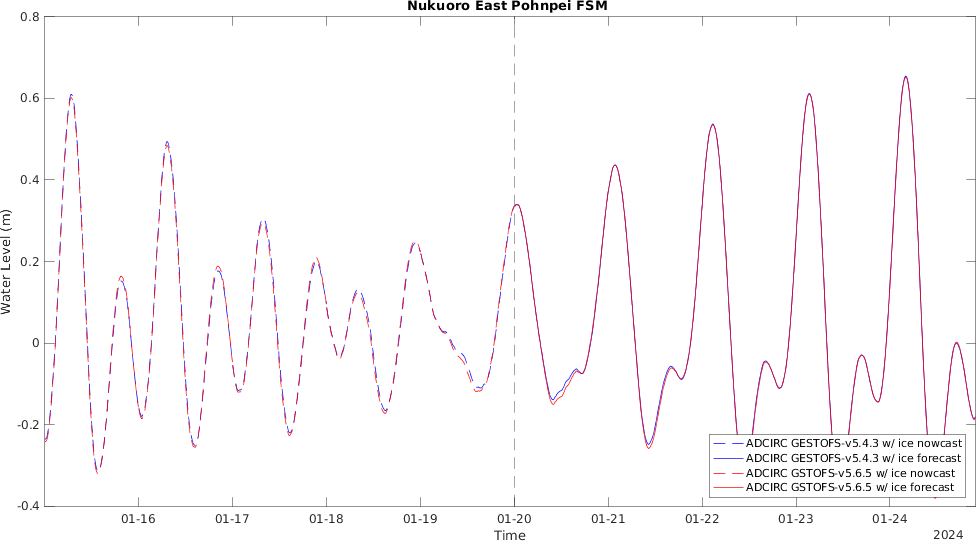 Nukuoro East Pohnpei FSM
Water Level (m)
0.8
0.6
0.4
0.2
0
-0.2
-0.4
ADCIRC GESTOFS-v5.4.3 w/ ice nowcast
ADCIRC GESTOFS-v5.4.3 w/ ice forecast
ADCIRC GSTOFS-v5.6.5 w/ ice nowcast
ADCIRC GSTOFS-v5.6.5 w/ ice forecast
01-16 01-17 01-18 01-19 01-20 01-21 01-22 01-23 01-24
Time
2024